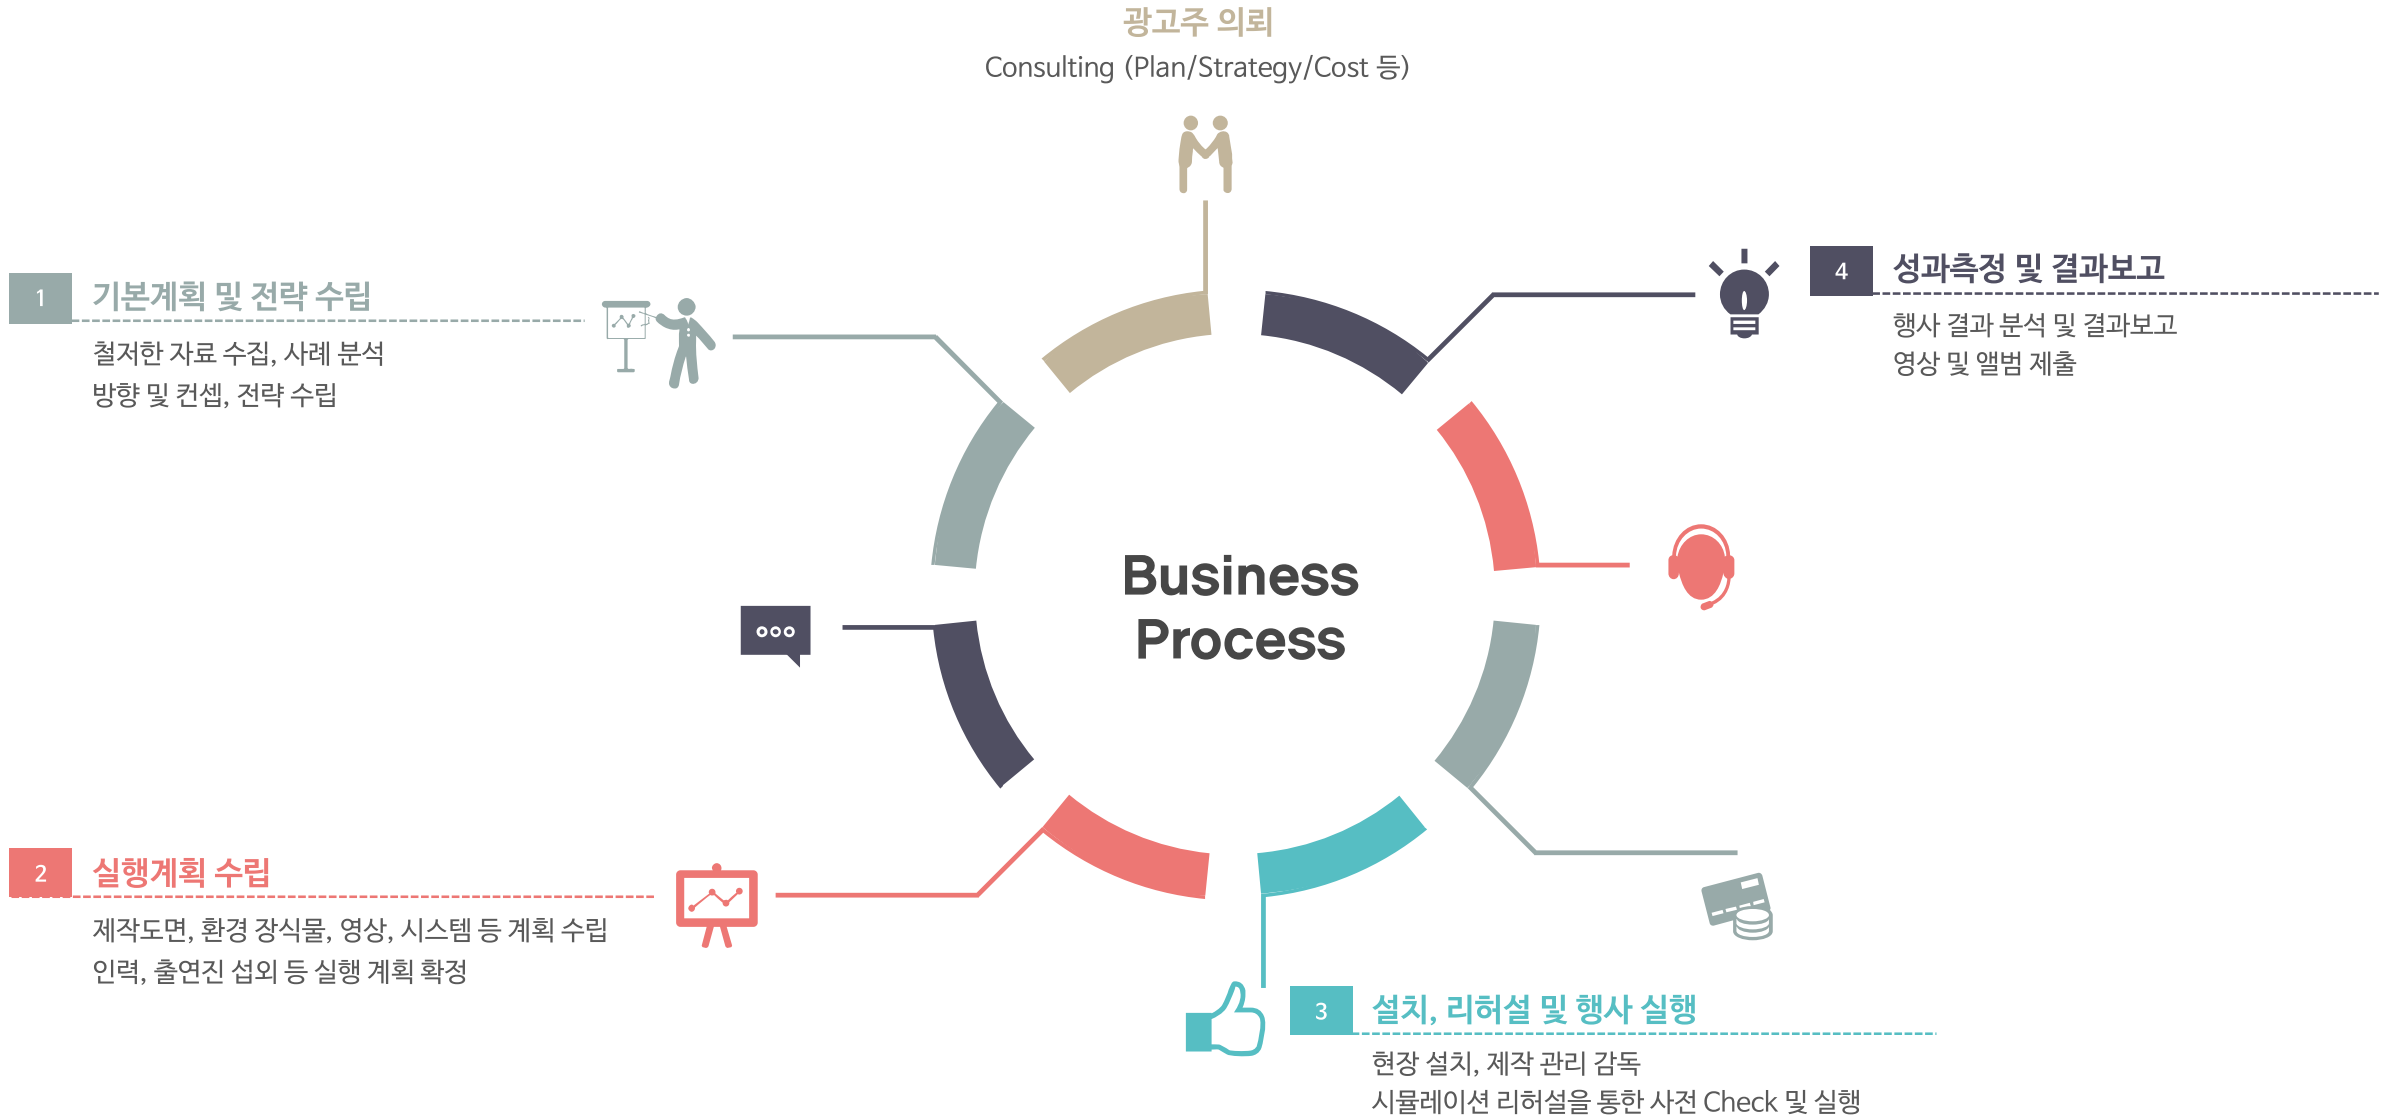 광고주 의뢰
Consulting (Plan/Strategy/Cost 등)
1
기본계획 및 전략 수립
철저한 자료 수집, 사례 분석
방향 및 컨셉, 전략 수립
Business
Process
2
실행계획 수립
제작도면, 환경 장식물, 영상, 시스템 등 계획 수립
인력, 출연진 섭외 등 실행 계획 확정
3
설치, 리허설 및 행사 실행
현장 설치, 제작 관리 감독
시뮬레이션 리허설을 통한 사전 Check 및 실행
4
성과측정 및 결과보고
행사 결과 분석 및 결과보고
영상 및 앨범 제출